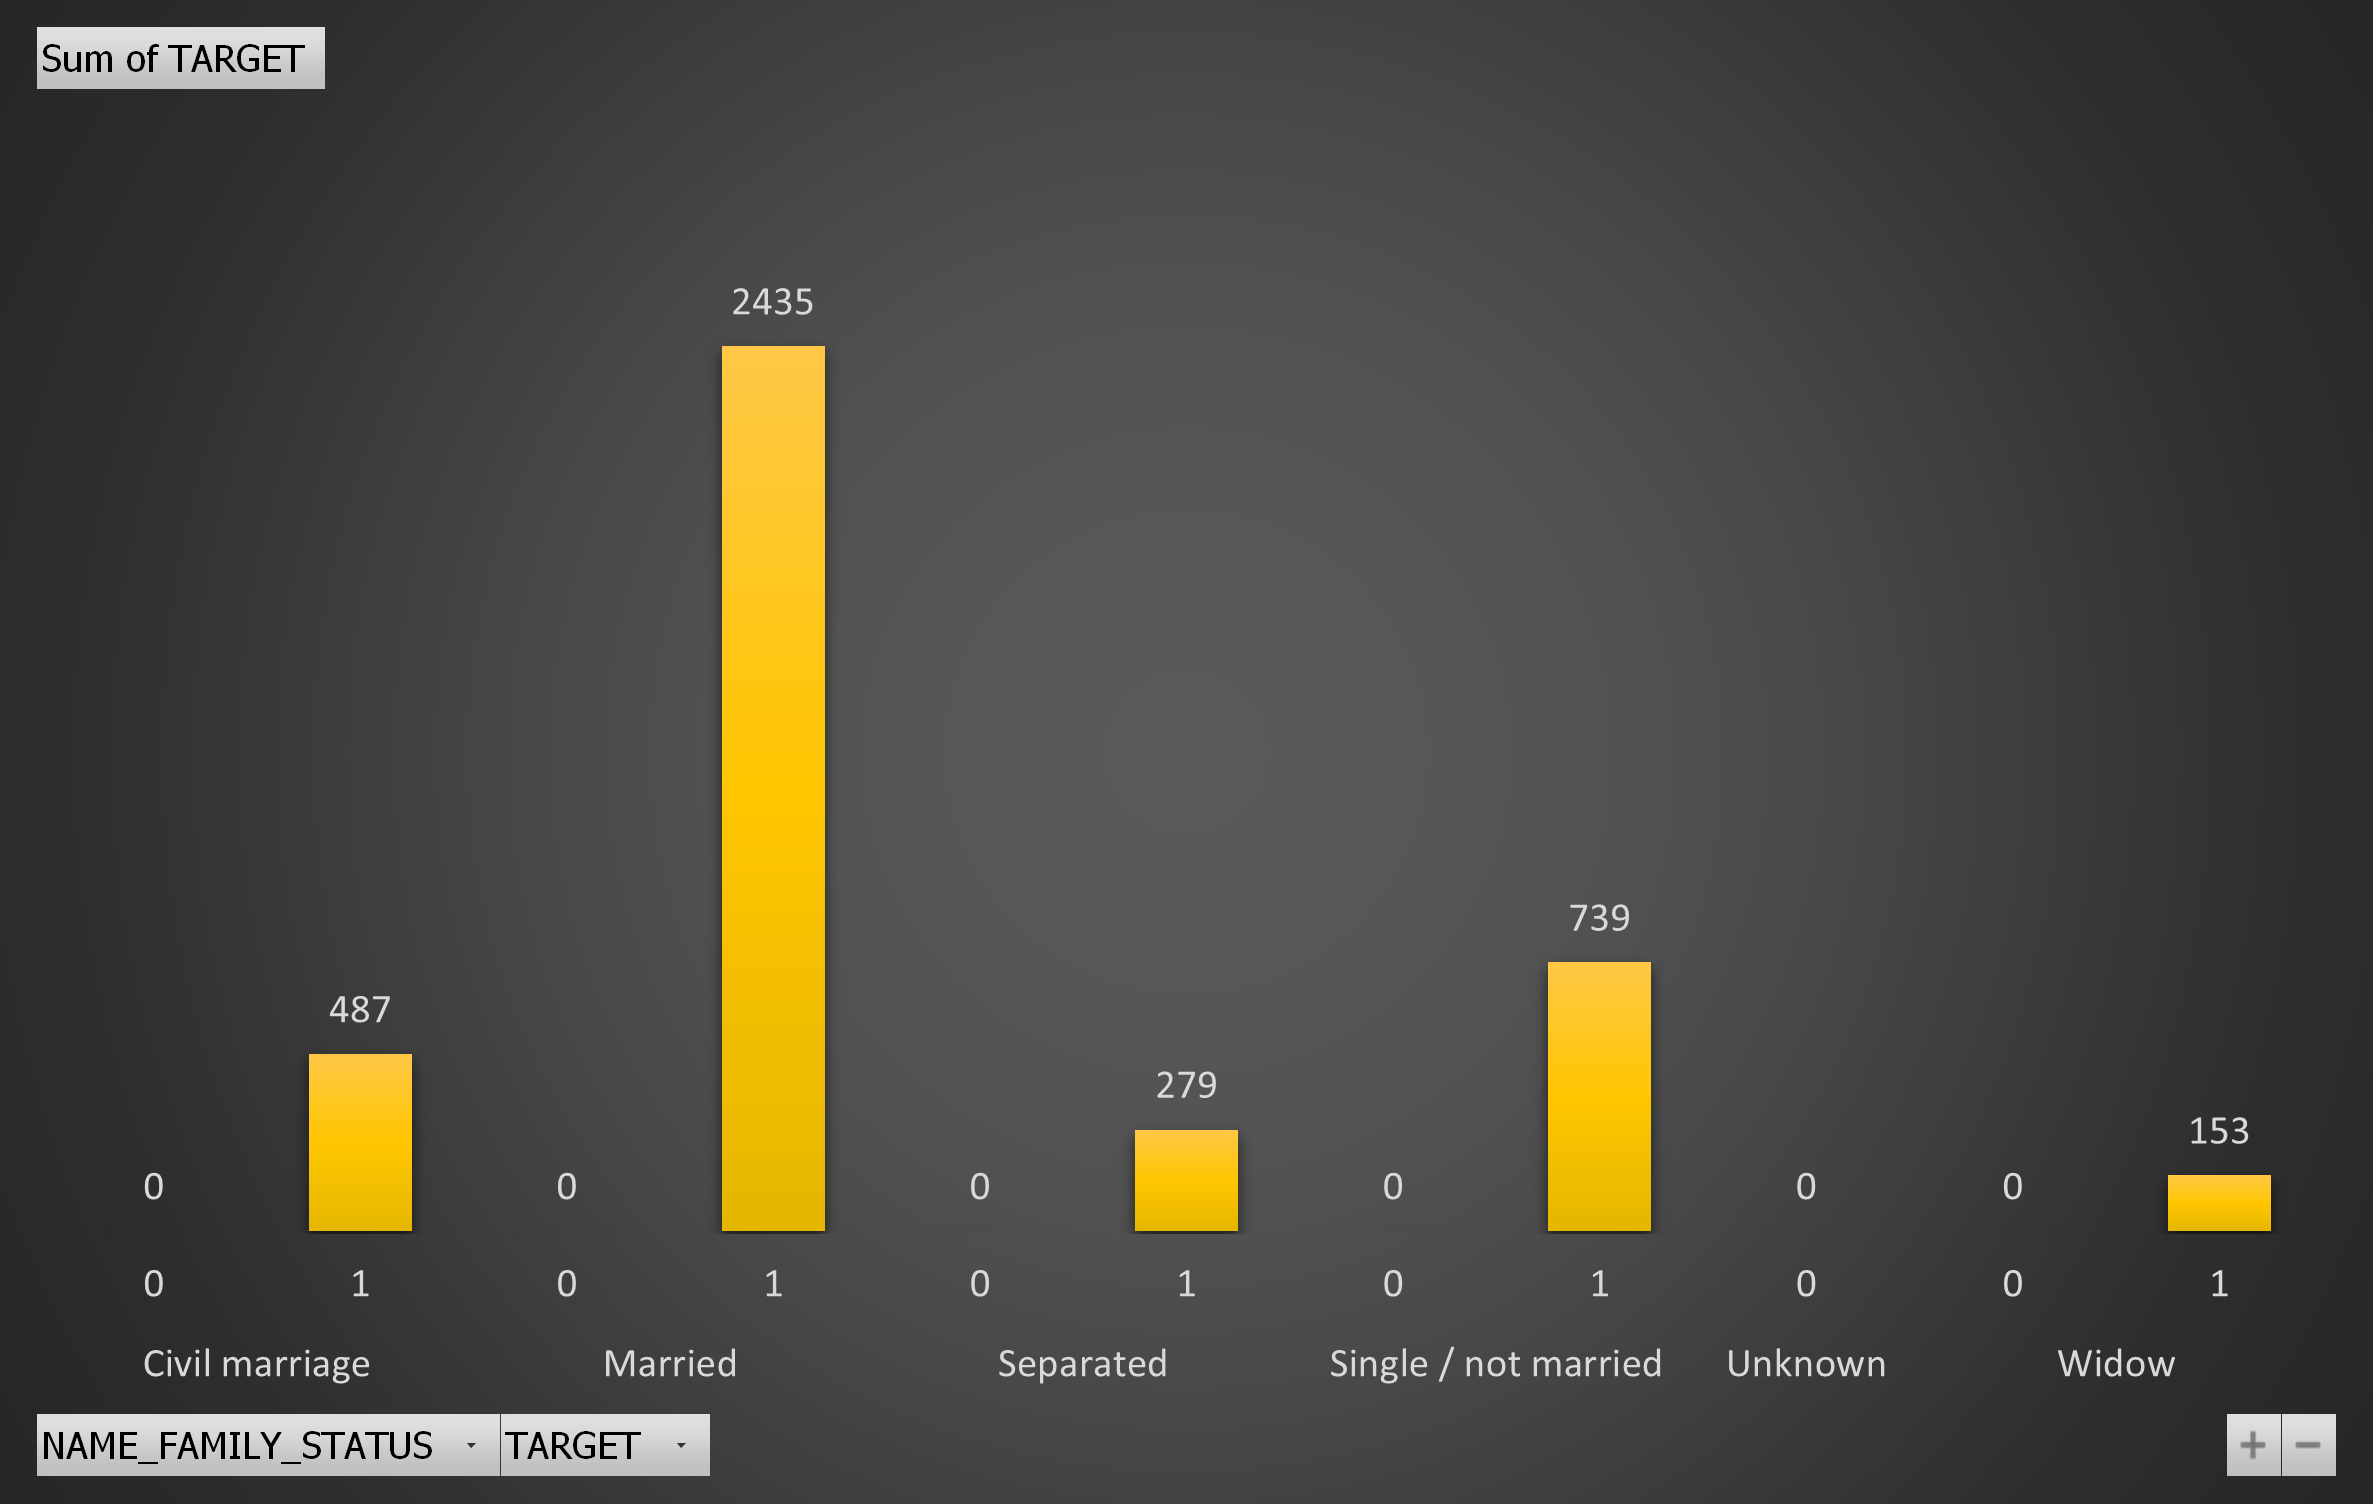 Sum of TARGET
2435
739
487
279
153
0 0 0 0 0 0
0 1 0 1 0 1 0 1 0 0 1
Civil marriage Married Separated Single / not married Unknown Widow
NAME_FAMILY_STATUS TARGET